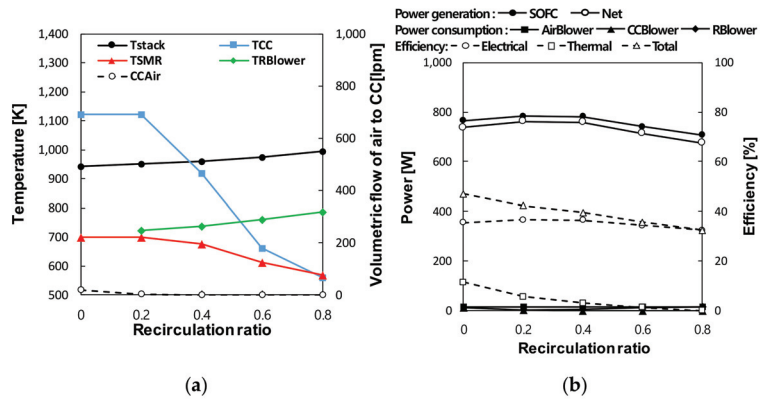 (a)
1,400
1,300
1,200
1,100
1,000
900
800
700
600
500
Temperature [K]
1,000
800
600
400
200
0
Volumetric flow of air to CC[lpm]
Tstack
TCC
TSMR
TRBlower
CCAir
0
0.2
0.4
0.6
0.8
Recirculation ratio
(a)
Power generation : SOFC Net
Power consumption : AirBlower CCBlower RBlower
Efficiency: Electrical Thermal Total
(b)
1,000
800
600
400
200
0
Power [W]
100
80
60
40
20
0
Efficiency [%]
0
0.2
0.4
0.6
0.8
Recirculation ratio
(b)